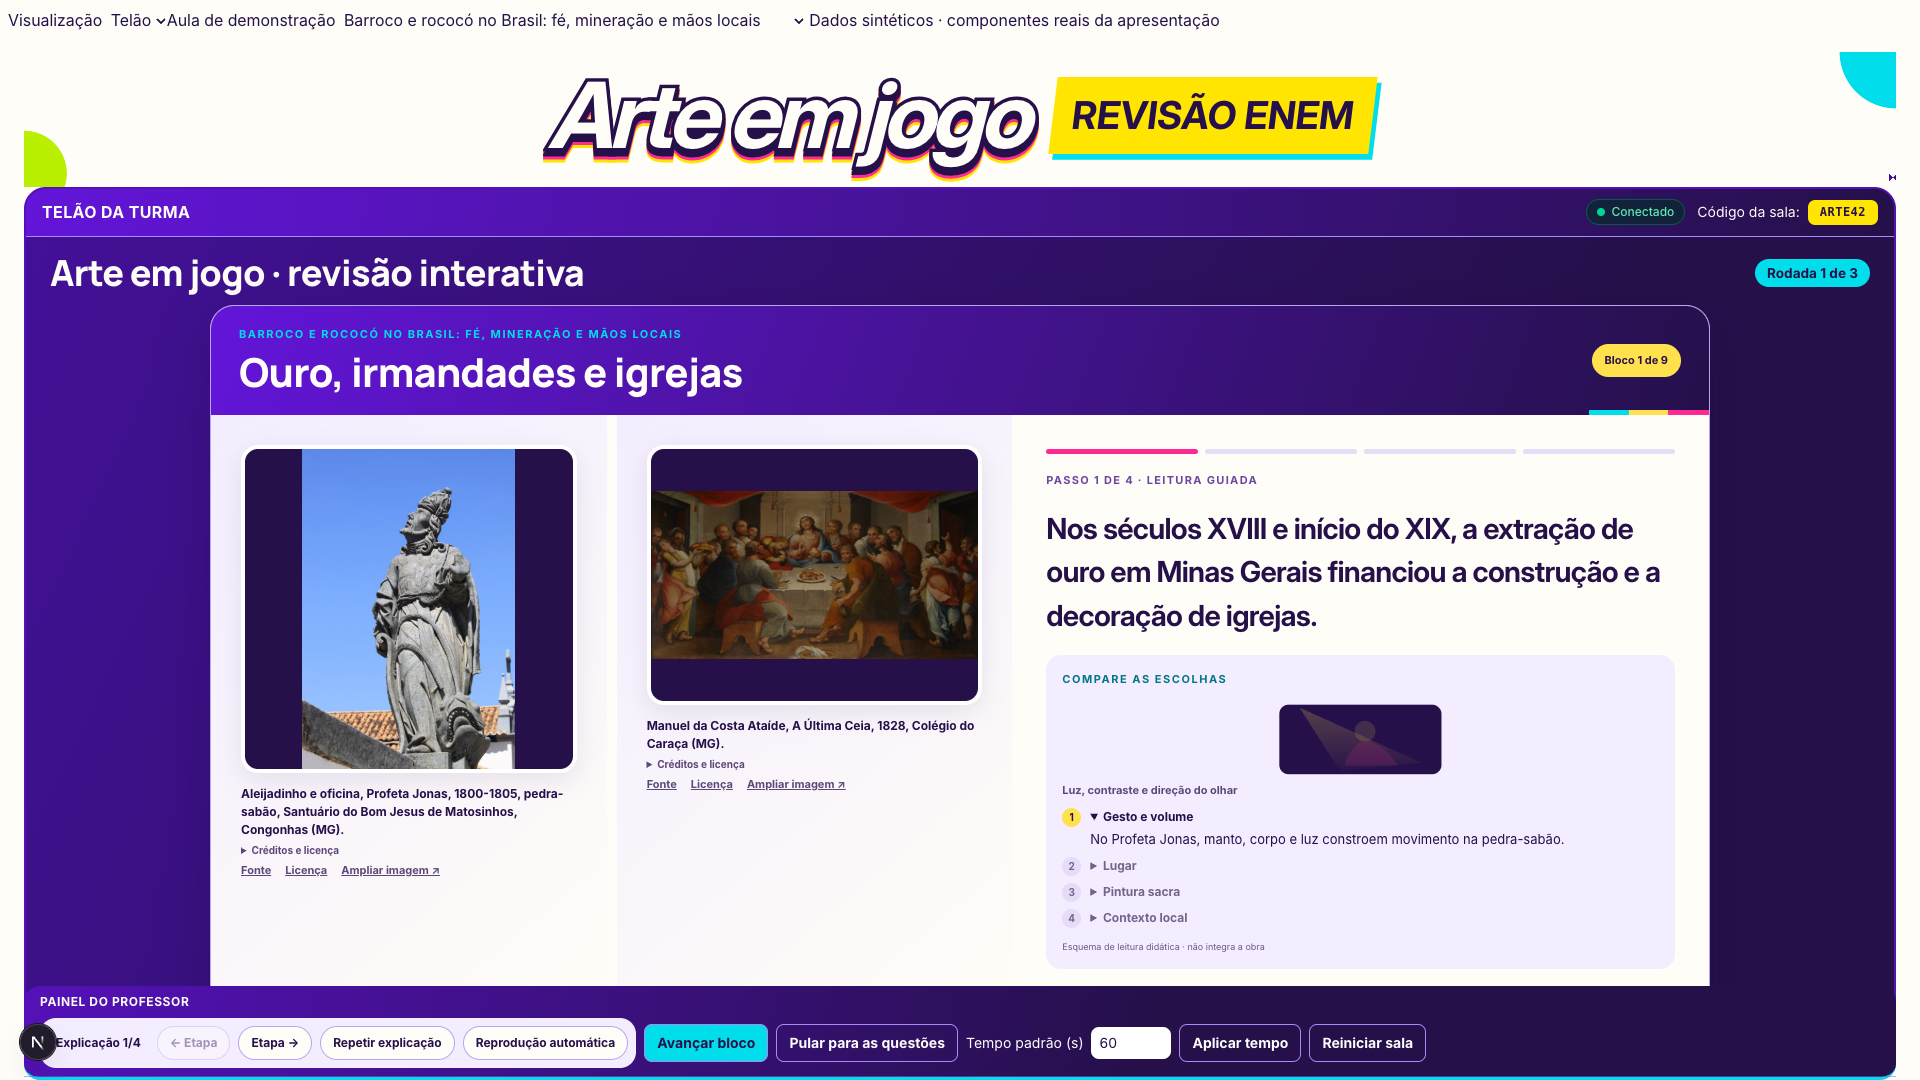 Visualização Telão Aula de demonstração Barroco e rococó no Brasil: fé, mineração e mãos locais Dados sintéticos · componentes reais da apresentação
Arte em jogo REVISÃO ENEM
TELÃO DA TURMA
Conectado Código da sala: ARTE42
Arte em jogo · revisão interativa
Rodada 1 de 3
BARROCO E ROCOCÓ NO BRASIL: FÉ, MINERAÇÃO E MÃOS LOCAIS
Ouro, irmandades e igrejas
Bloco 1 de 9
Aleijadinho e oficina, Profeta Jonas, 1800-1805, pedra-
sabão, Santuário do Bom Jesus de Matosinhos,
Congonhas (MG).
▸ Créditos e licença
Fonte Licença Ampliar imagem ↗
Manuel da Costa Ataíde, A Última Ceia, 1828, Colégio do
Caraça (MG).
▸ Créditos e licença
Fonte Licença Ampliar imagem ↗
PASSO 1 DE 4 · LEITURA GUIADA
Nos séculos XVIII e início do XIX, a extração de
ouro em Minas Gerais financiou a construção e a
decoração de igrejas.
COMPARE AS ESCOLHAS
Luz, contraste e direção do olhar
1 ▾ Gesto e volume
No Profeta Jonas, manto, corpo e luz constroem movimento na pedra-sabão.
2 ▸ Lugar
3 ▸ Pintura sacra
4 ▸ Contexto local
Esquema de leitura didática · não integra a obra
PAINEL DO PROFESSOR
N Explicação 1/4 ← Etapa Etapa → Repetir explicação Reprodução automática Avançar bloco Pular para as questões Tempo padrão (s) 60 Aplicar tempo Reiniciar sala